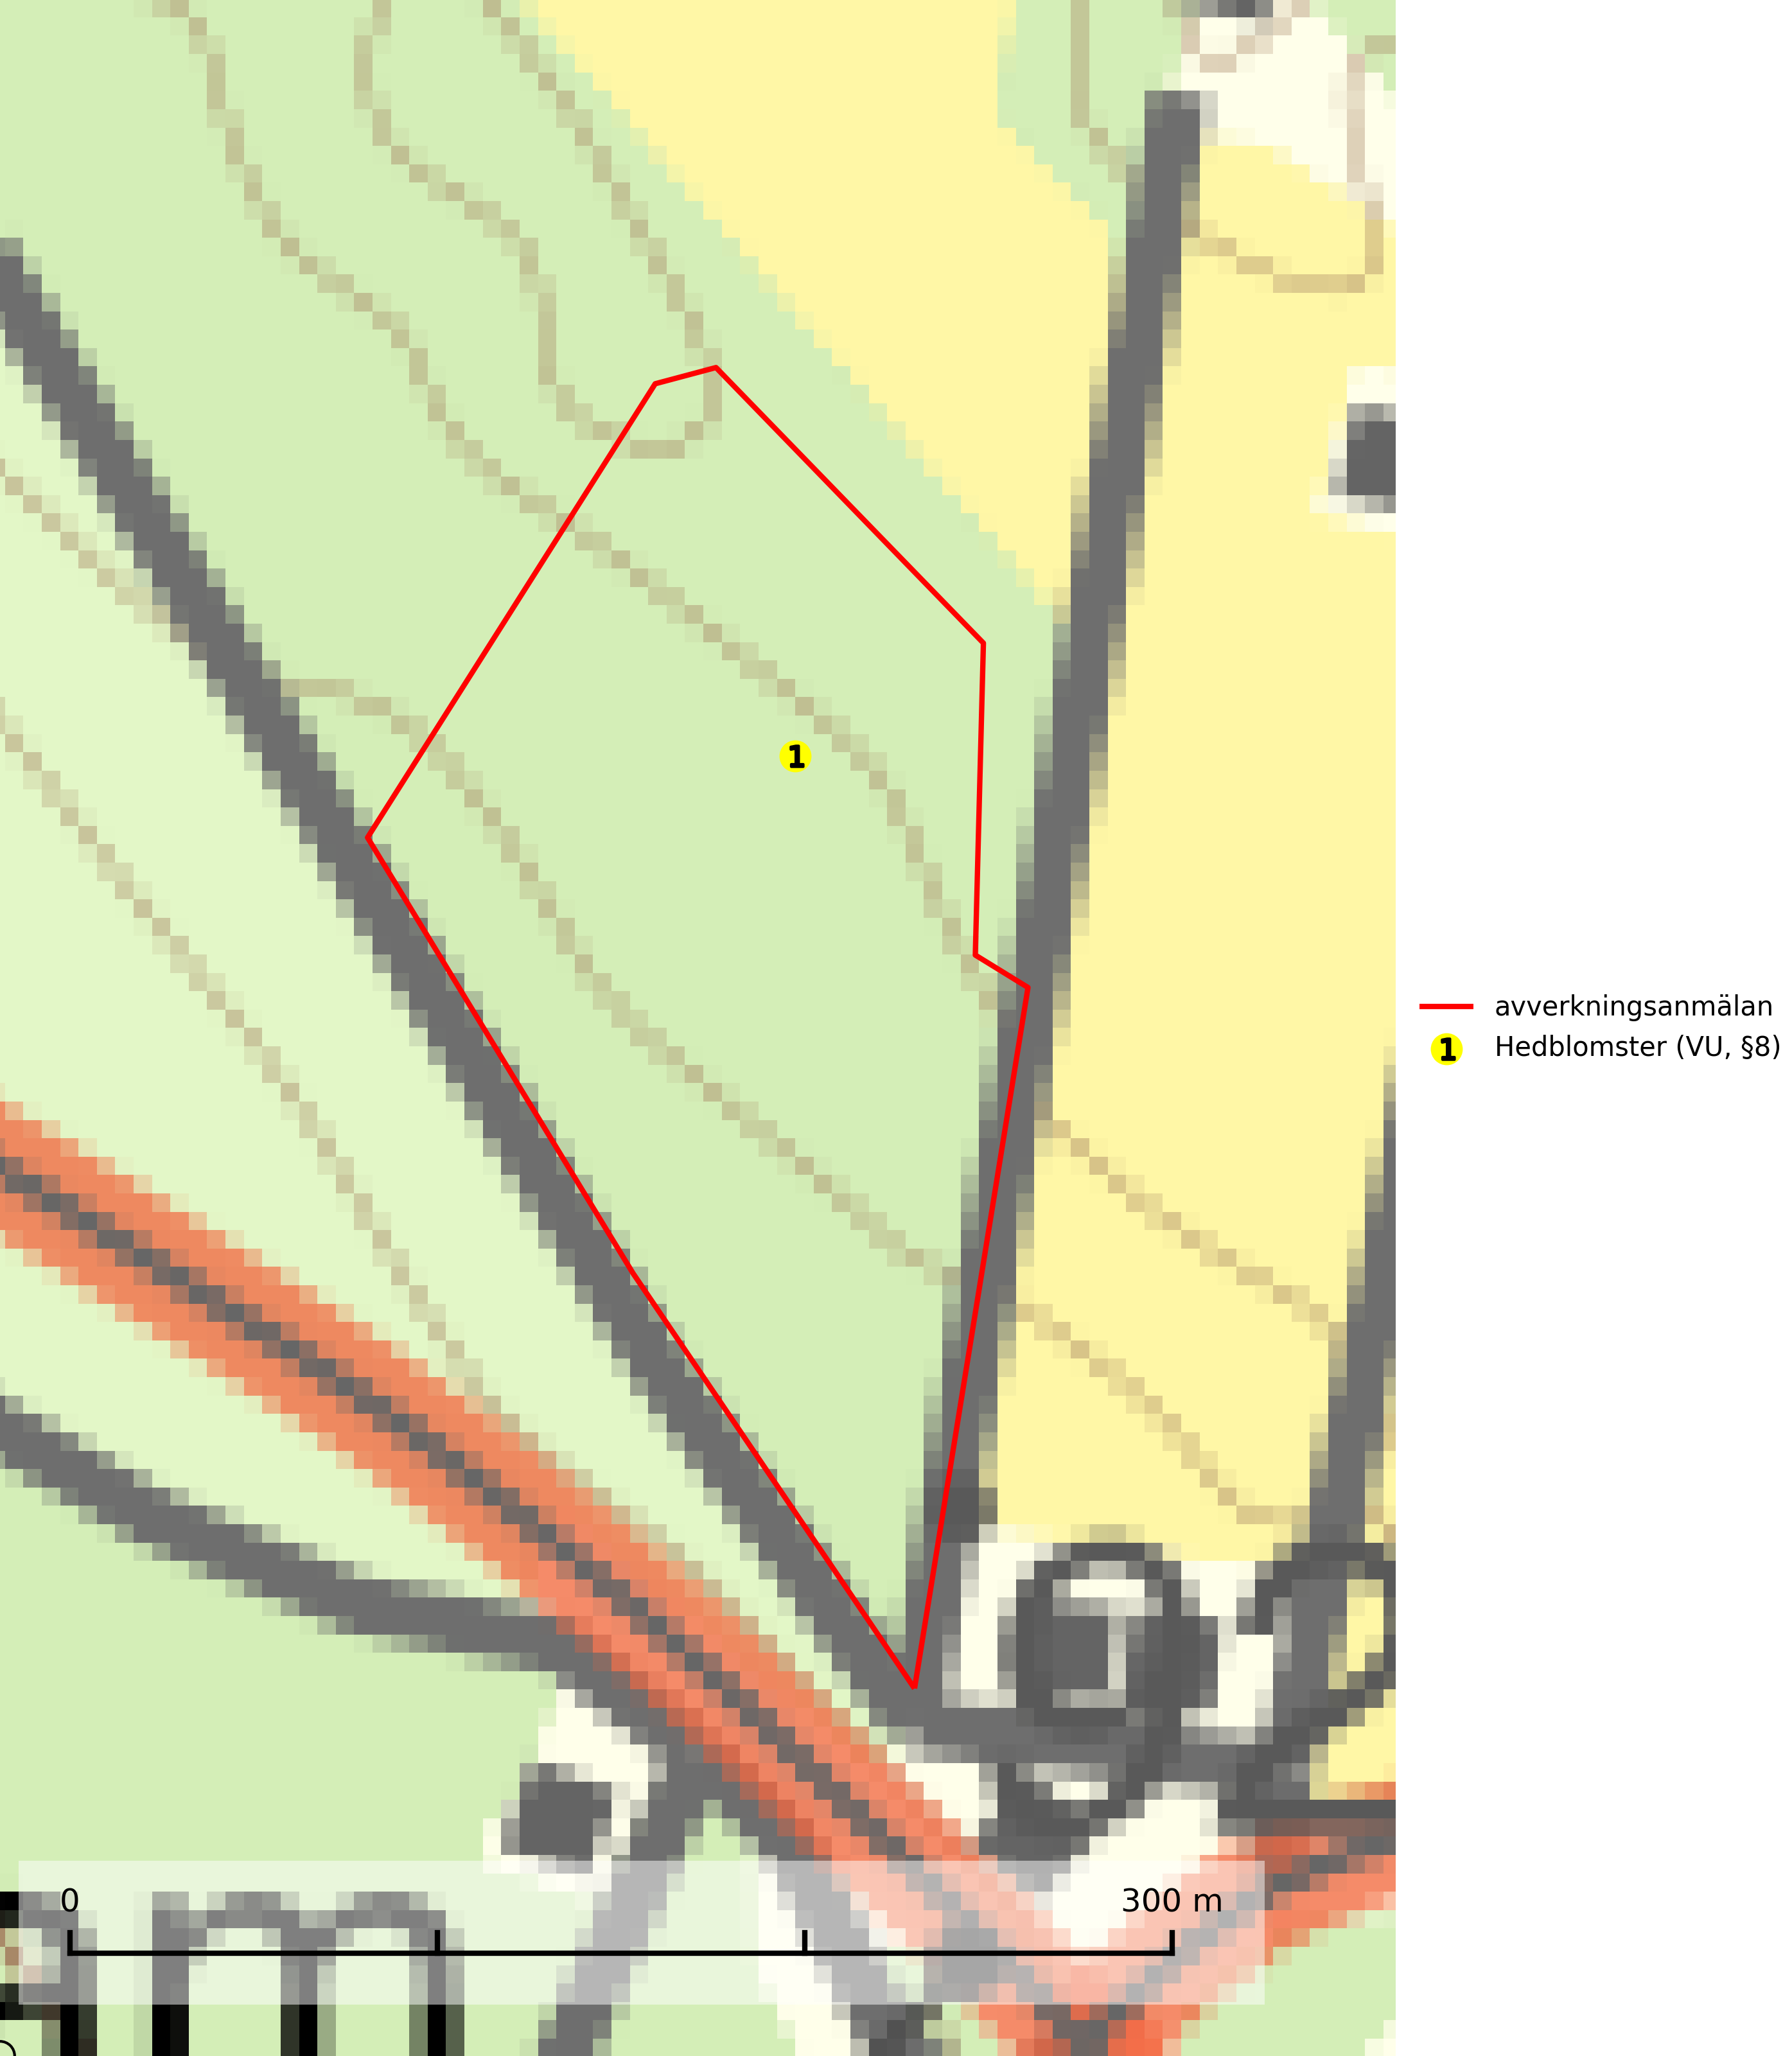 1
avverkningsanmälan
1 Hedblomster (VU, §8)
0 300 m
m